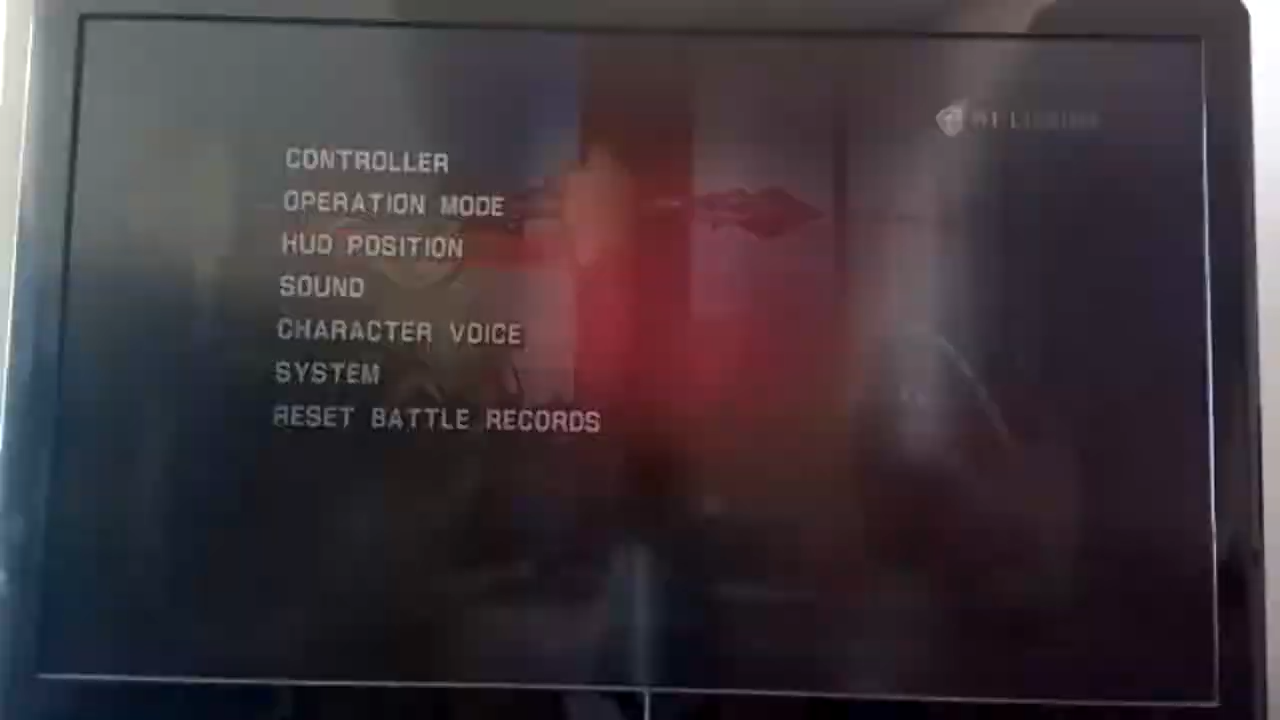 CONTROLLER
OPERATION MODE
HUD POSITION
SOUND
CHARACTER VOICE
SYSTEM
RESET BATTLE RECORDS